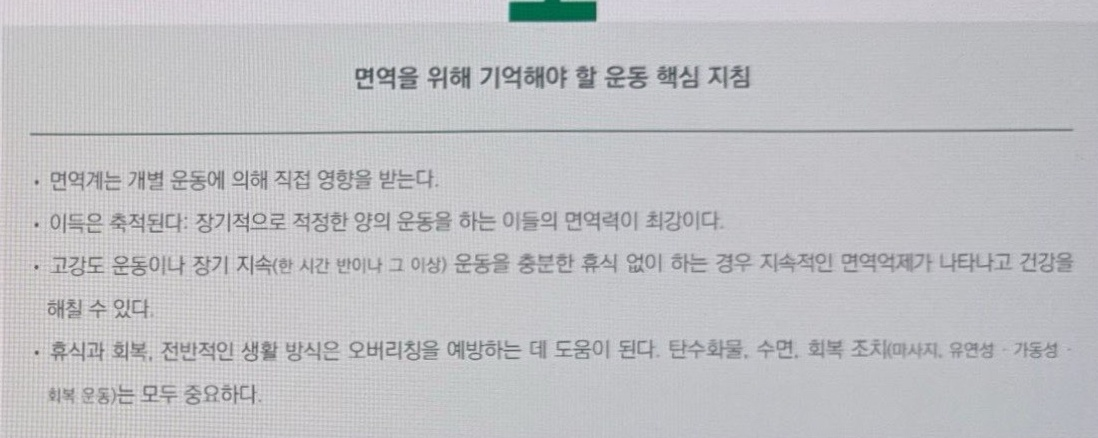 면역을 위해 기억해야 할 운동 핵심 지침
· 면역계는 개별 운동에 의해 직접 영향을 받는다.
· 이득은 축적된다: 장기적으로 적정한 양의 운동을 하는 이들의 면역력이 최강이다.
· 고강도 운동이나 장기 지속(한 시간 반이나 그 이상) 운동을 충분한 휴식 없이 하는 경우 지속적인 면역억제가 나타나고 건강을
해칠 수 있다.
· 휴식과 회복, 전반적인 생활 방식은 오버리칭을 예방하는 데 도움이 된다. 탄수화물, 수면, 회복 조치(마사지, 유연성 · 가동성 ·
회복 운동)는 모두 중요하다.